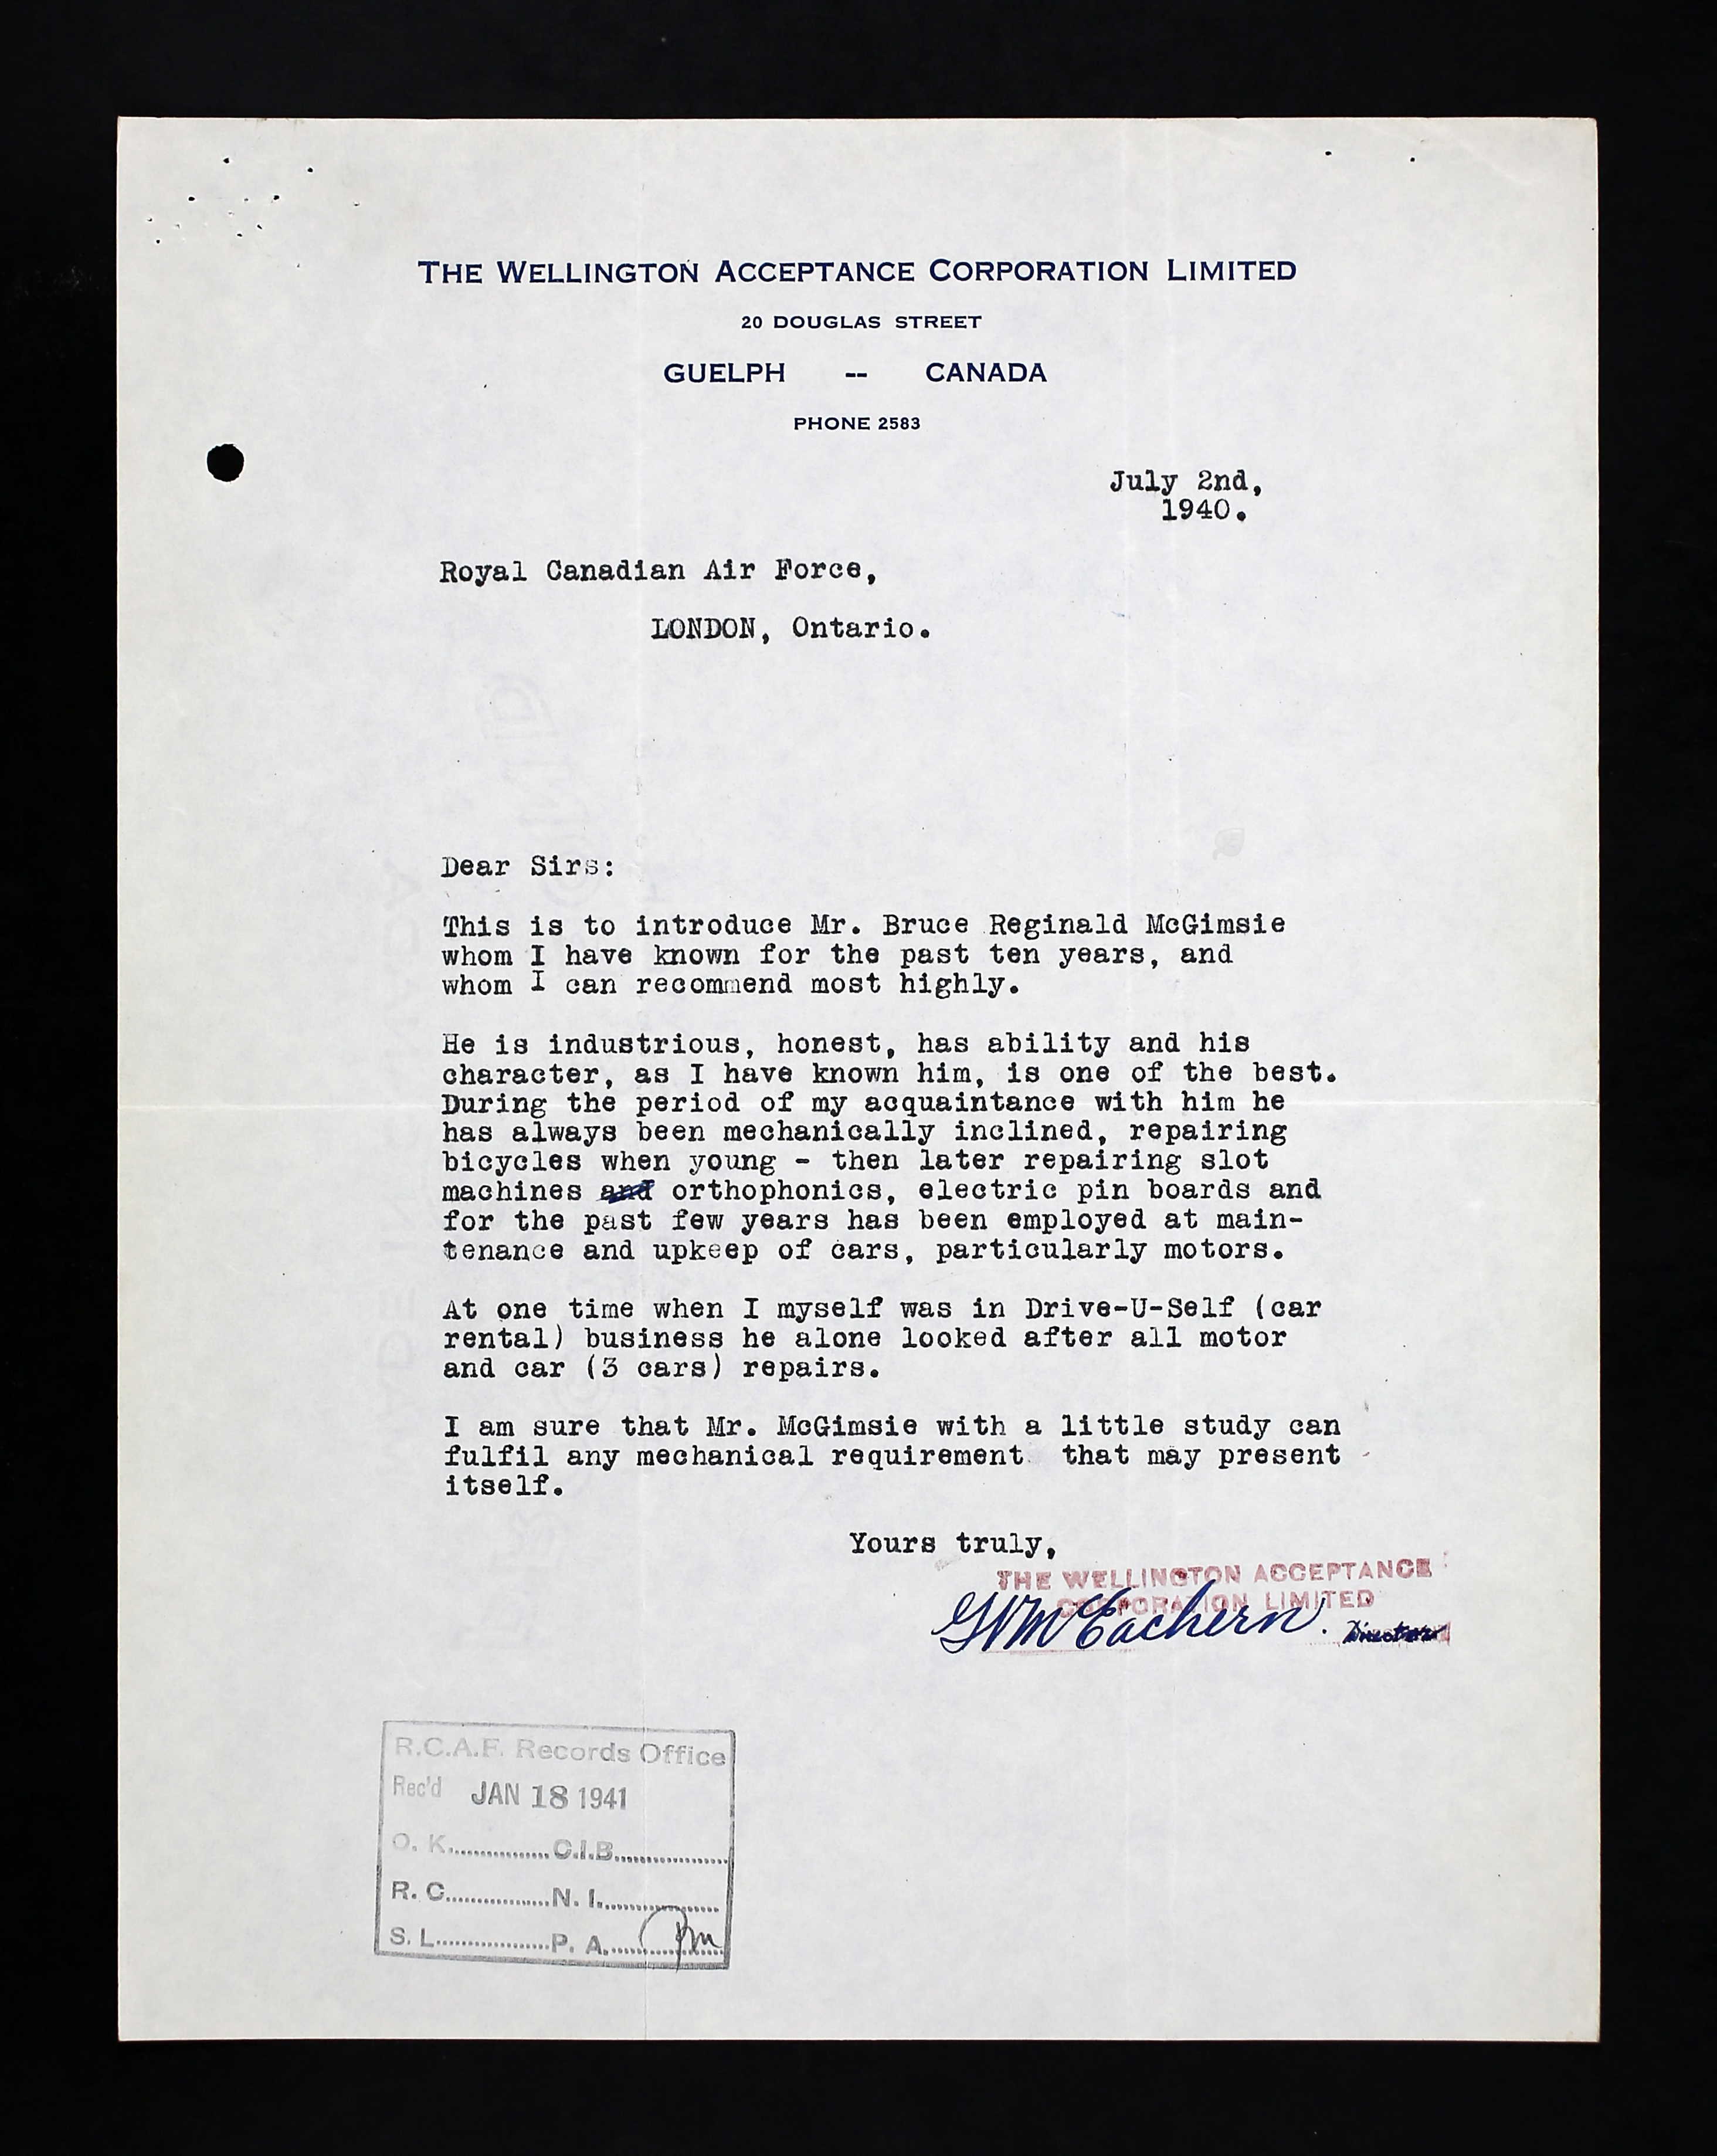 THE WELLINGTON ACCEPTANCE CORPORATION LIMITED
20 DOUGLAS STREET
GUELPH -- CANADA
PHONE 2583
July 2nd,
1940.
Royal Canadian Air Force,
LONDON, Ontario.
Dear Sirs:
This is to introduce Mr. Bruce Reginald McGimsie
whom I have known for the past ten years, and
whom I can recommend most highly.
He is industrious, honest, has ability and his
character, as I have known him, is one of the best.
During the period of my acquaintance with him he
has always been mechanically inclined, repairing
bicycles when young - then later repairing slot
machines and orthophonics, electric pin boards and
for the past few years has been employed at main-
tenance and upkeep of cars, particularly motors.
At one time when I myself was in Drive-U-Self (car
rental) business he alone looked after all motor
and car (3 cars) repairs.
I am sure that Mr. McGimsie with a little study can
fulfil any mechanical requirement that may present
itself.
Yours truly,
THE WELLINGTON ACCEPTANCE
CORPORATION LIMITED
GWMcEachern. Director
R.C.A.F. Records Office
Rec'd JAN 18 1941
O. K. C.I.B.
R. C. N. I.
S. L. P. A.